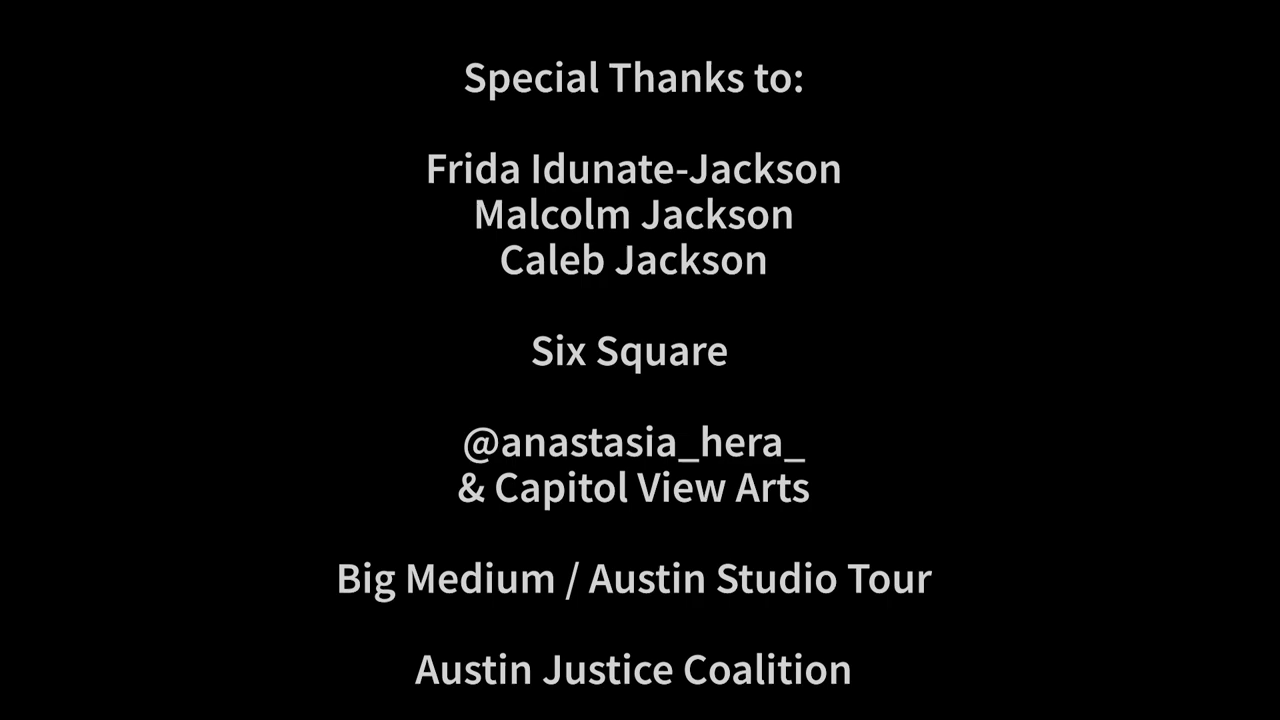 Special Thanks to:
Frida Idunate-Jackson
Malcolm Jackson
Caleb Jackson
Six Square
@anastasia_hera_
& Capitol View Arts
Big Medium / Austin Studio Tour
Austin Justice Coalition